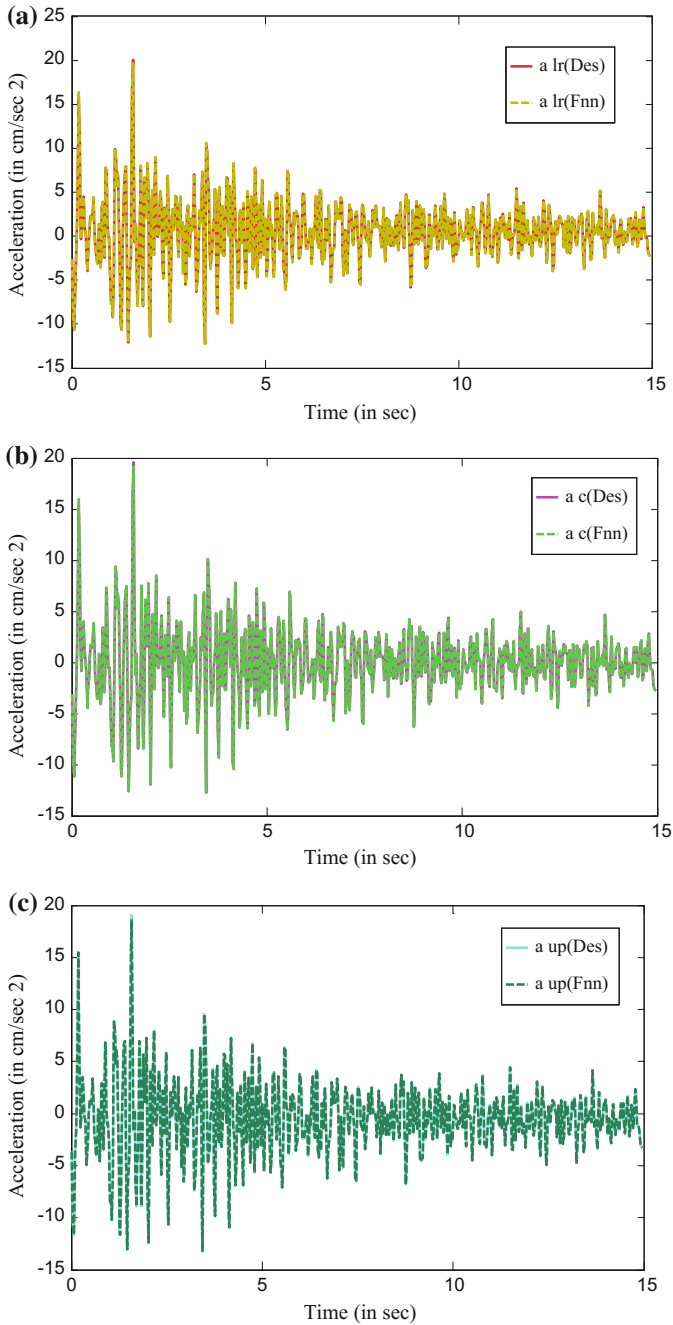 (a)
25
20
15
10
5
0
-5
-10
-15
Acceleration (in cm/sec 2)
a lr(Des)
a lr(Fnn)
0 5 10 15
Time (in sec)
(b)
20
15
10
5
0
-5
-10
-15
Acceleration (in cm/sec 2)
a c(Des)
a c(Fnn)
0 5 10 15
Time (in sec)
(c)
20
15
10
5
0
-5
-10
-15
Acceleration (in cm/sec 2)
a up(Des)
a up(Fnn)
0 5 10 15
Time (in sec)